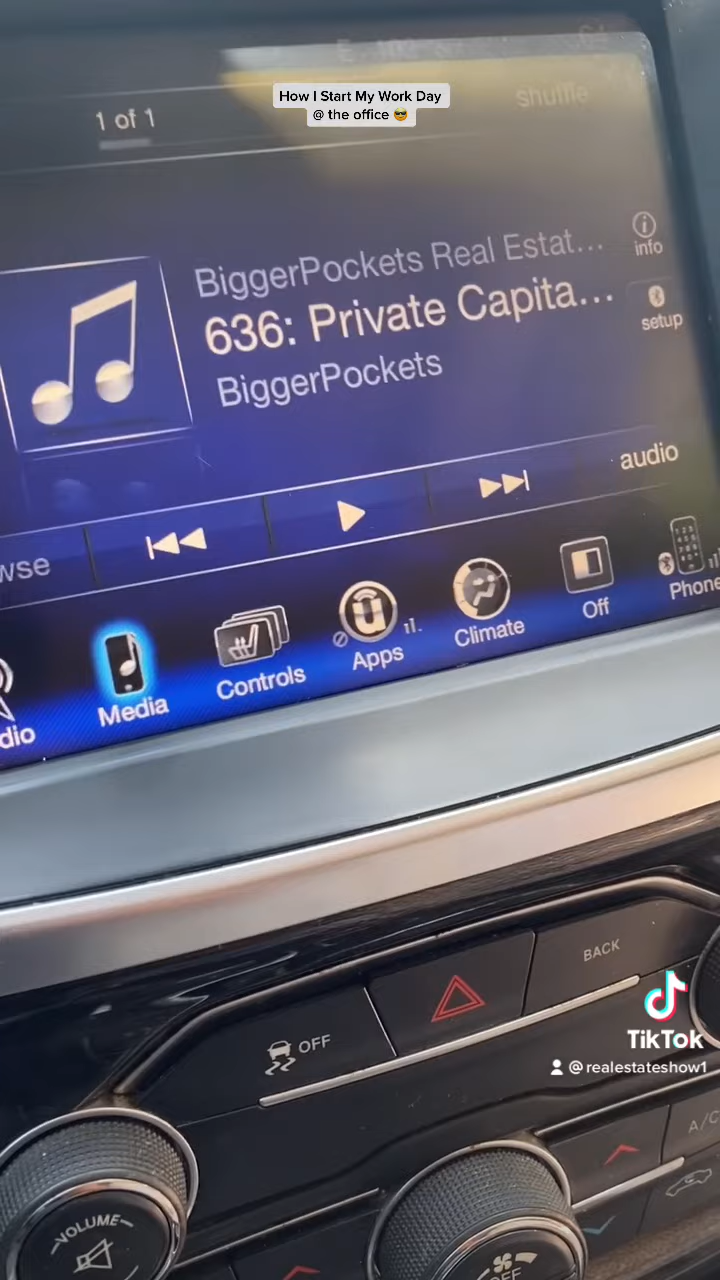 How I Start My Work Day
@ the office 😎
1 of 1
shuffle
info
BiggerPockets Real Estat...
636: Private Capita...
setup
BiggerPockets
audio
wse
dio
Media
Controls
Apps
Climate
Off
Phone
BACK
OFF
TikTok
@realestateshow1
A/C
VOLUME
OFF